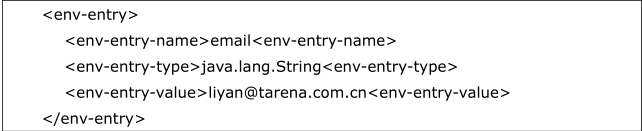 <env-entry>
<env-entry-name>email<env-entry-name>
<env-entry-type>java.lang.String<env-entry-type>
<env-entry-value>liyan@tarena.com.cn<env-entry-value>
</env-entry>